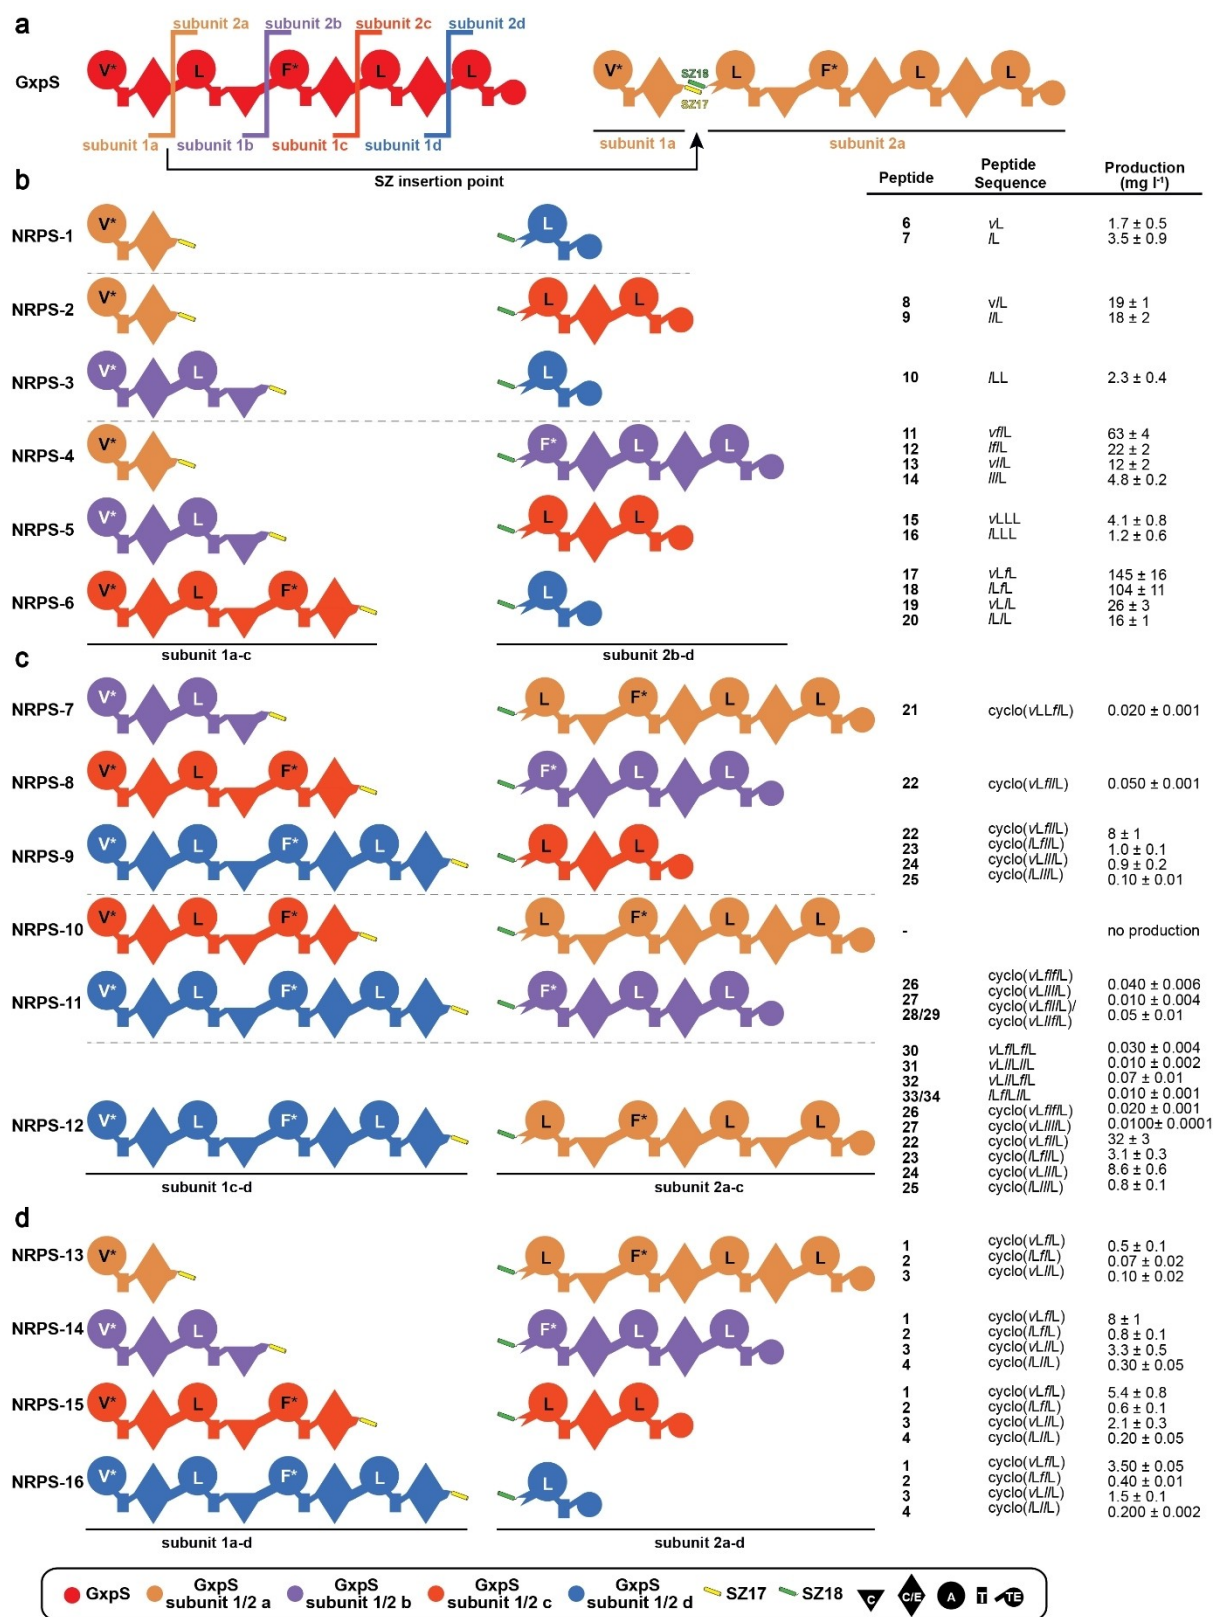 a
subunit 2a subunit 2b subunit 2c subunit 2d
GxpS V* L F* L L V* SZ18 SZ17 L F* L L
subunit 1a subunit 1b subunit 1c subunit 1d subunit 1a subunit 2a
SZ insertion point
Peptide Peptide Sequence Production (mg l⁻¹)
b
NRPS-1 V* L
6 vL 1.7 ± 0.5
7 lL 3.5 ± 0.9
NRPS-2 V* L L
8 vlL 19 ± 1
9 llL 18 ± 2
NRPS-3 V* L L
10 lLL 2.3 ± 0.4
NRPS-4 V* F* L L
11 vflL 63 ± 4
12 lflL 22 ± 2
13 vllL 12 ± 2
14 lllL 4.8 ± 0.2
NRPS-5 V* L L L
15 vLLL 4.1 ± 0.8
16 lLLL 1.2 ± 0.6
NRPS-6 V* L F* L
17 vLfL 145 ± 16
18 lLfL 104 ± 11
19 vLlL 26 ± 3
20 lLlL 16 ± 1
subunit 1a-c subunit 2b-d
c
NRPS-7 V* L L F* L L
21 cyclo(vLLflL) 0.020 ± 0.001
NRPS-8 V* L F* F* L L
22 cyclo(vLfllL) 0.050 ± 0.001
NRPS-9 V* L F* L L L
22 cyclo(vLfllL) 8 ± 1
23 cyclo(lLfllL) 1.0 ± 0.1
24 cyclo(vLlllL) 0.9 ± 0.2
25 cyclo(lLlllL) 0.10 ± 0.01
NRPS-10 V* L F* L F* L L
- no production
NRPS-11 V* L F* L F* L L
26 cyclo(vLflflL) 0.040 ± 0.006
27 cyclo(vLllllL) 0.010 ± 0.004
28/29 cyclo(vLflllL)/ 0.05 ± 0.01
cyclo(vLllflL)
NRPS-12 V* L F* L L F* L L
30 vLflLflL 0.030 ± 0.004
31 vLllLllL 0.010 ± 0.002
32 vLllLflL 0.07 ± 0.01
33/34 lLflLllL 0.010 ± 0.001
26 cyclo(vLflflL) 0.020 ± 0.001
27 cyclo(vLllllL) 0.0100± 0.0001
22 cyclo(vLfllL) 32 ± 3
23 cyclo(lLfllL) 3.1 ± 0.3
24 cyclo(vLlllL) 8.6 ± 0.6
25 cyclo(lLlllL) 0.8 ± 0.1
subunit 1c-d subunit 2a-c
d
NRPS-13 V* L F* L L
1 cyclo(vLflL) 0.5 ± 0.1
2 cyclo(lLflL) 0.07 ± 0.02
3 cyclo(vLllL) 0.10 ± 0.02
NRPS-14 V* L F* L L
1 cyclo(vLflL) 8 ± 1
2 cyclo(lLflL) 0.8 ± 0.1
3 cyclo(vLllL) 3.3 ± 0.5
4 cyclo(lLllL) 0.30 ± 0.05
NRPS-15 V* L F* L L
1 cyclo(vLflL) 5.4 ± 0.8
2 cyclo(lLflL) 0.6 ± 0.1
3 cyclo(vLllL) 2.1 ± 0.3
4 cyclo(lLllL) 0.20 ± 0.05
NRPS-16 V* L F* L L
1 cyclo(vLflL) 3.50 ± 0.05
2 cyclo(lLflL) 0.40 ± 0.01
3 cyclo(vLllL) 1.5 ± 0.1
4 cyclo(lLllL) 0.200 ± 0.002
subunit 1a-d subunit 2a-d
GxpS GxpS subunit 1/2 a GxpS subunit 1/2 b GxpS subunit 1/2 c GxpS subunit 1/2 d SZ17 SZ18 C C/E A T TE